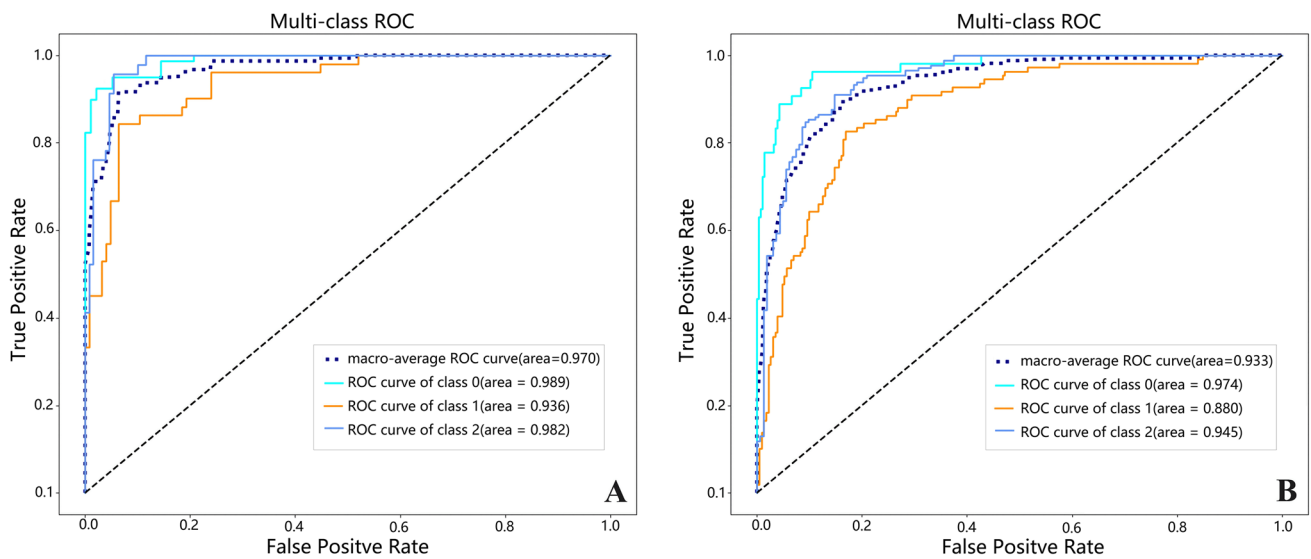 Multi-class ROC
True Positive Rate
1.0
0.8
0.6
0.4
0.2
0.1
macro-average ROC curve(area=0.970)
ROC curve of class 0(area = 0.989)
ROC curve of class 1(area = 0.936)
ROC curve of class 2(area = 0.982)
A
0.0 0.2 0.4 0.6 0.8 1.0
False Positve Rate
Multi-class ROC
True Positive Rate
1.0
0.8
0.6
0.4
0.2
0.1
macro-average ROC curve(area=0.933)
ROC curve of class 0(area = 0.974)
ROC curve of class 1(area = 0.880)
ROC curve of class 2(area = 0.945)
B
0.0 0.2 0.4 0.6 0.8 1.0
False Positve Rate